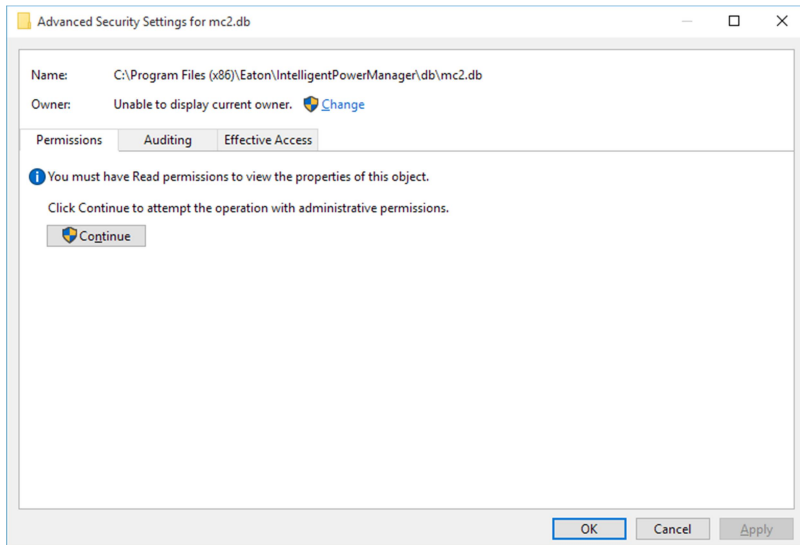 Advanced Security Settings for mc2.db
Name: C:\Program Files (x86)\Eaton\IntelligentPowerManager\db\mc2.db
Owner: Unable to display current owner. Change
Permissions Auditing Effective Access
You must have Read permissions to view the properties of this object.
Click Continue to attempt the operation with administrative permissions.
Continue
OK Cancel Apply